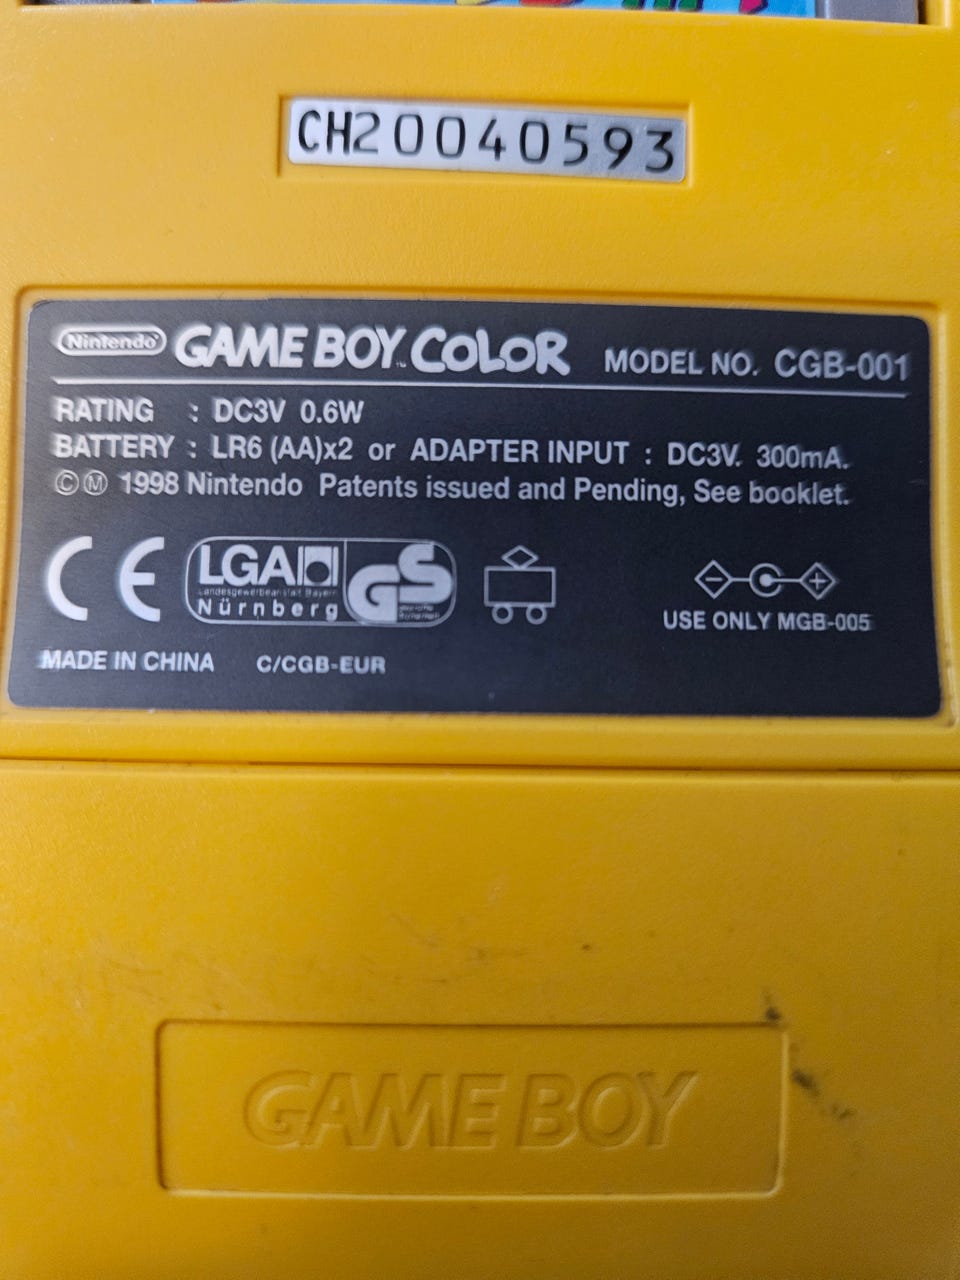 CH20040593
Nintendo GAME BOY COLOR MODEL NO. CGB-001
RATING : DC3V 0.6W
BATTERY : LR6 (AA)x2 or ADAPTER INPUT : DC3V. 300mA.
© Ⓜ 1998 Nintendo Patents issued and Pending, See booklet.
CE LGA GS
Landesgewerbeanstalt Bayern
Nürnberg
USE ONLY MGB-005
MADE IN CHINA C/CGB-EUR
GAME BOY